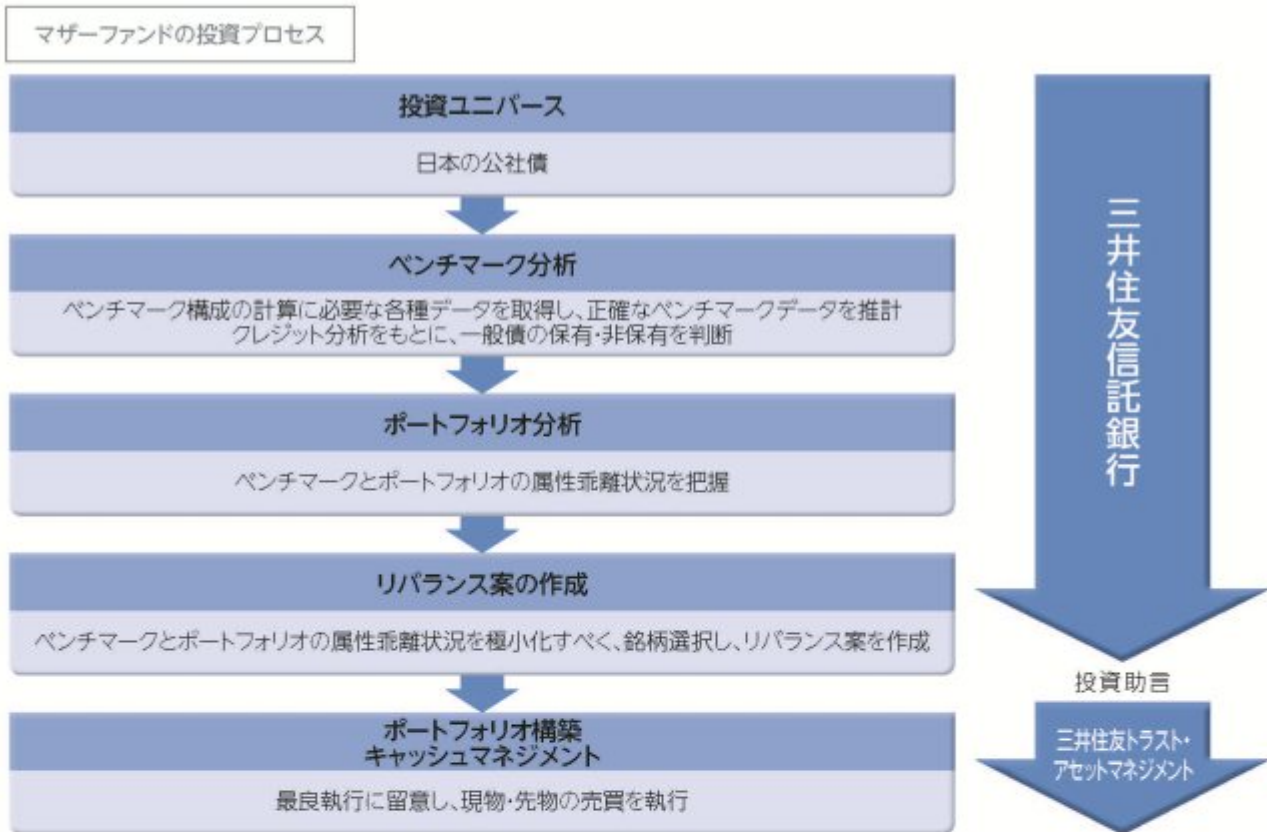 マザーファンドの投資プロセス
投資ユニバース
日本の公社債
ベンチマーク分析
ベンチマーク構成の計算に必要な各種データを取得し、正確なベンチマークデータを推計
クレジット分析をもとに、一般債の保有・非保有を判断
ポートフォリオ分析
ベンチマークとポートフォリオの属性乖離状況を把握
リバランス案の作成
ベンチマークとポートフォリオの属性乖離状況を極小化すべく、銘柄選択し、リバランス案を作成
ポートフォリオ構築
キャッシュマネジメント
最良執行に留意し、現物・先物の売買を執行
三井住友信託銀行
投資助言
三井住友トラスト・
アセットマネジメント